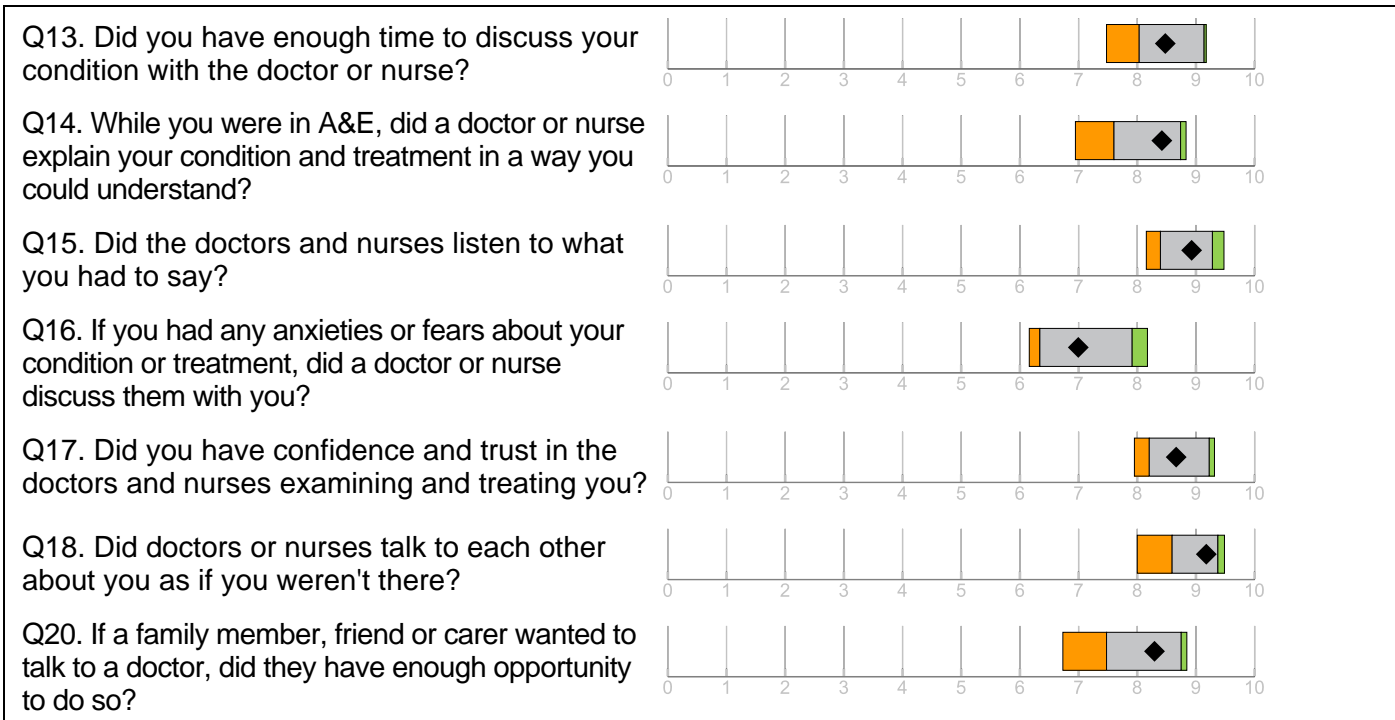 Q13. Did you have enough time to discuss your
condition with the doctor or nurse?
0 1 2 3 4 5 6 7 8 9 10
Q14. While you were in A&E, did a doctor or nurse
explain your condition and treatment in a way you
could understand?
0 1 2 3 4 5 6 7 8 9 10
Q15. Did the doctors and nurses listen to what
you had to say?
0 1 2 3 4 5 6 7 8 9 10
Q16. If you had any anxieties or fears about your
condition or treatment, did a doctor or nurse
discuss them with you?
0 1 2 3 4 5 6 7 8 9 10
Q17. Did you have confidence and trust in the
doctors and nurses examining and treating you?
0 1 2 3 4 5 6 7 8 9 10
Q18. Did doctors or nurses talk to each other
about you as if you weren't there?
0 1 2 3 4 5 6 7 8 9 10
Q20. If a family member, friend or carer wanted to
talk to a doctor, did they have enough opportunity
to do so?
0 1 2 3 4 5 6 7 8 9 10